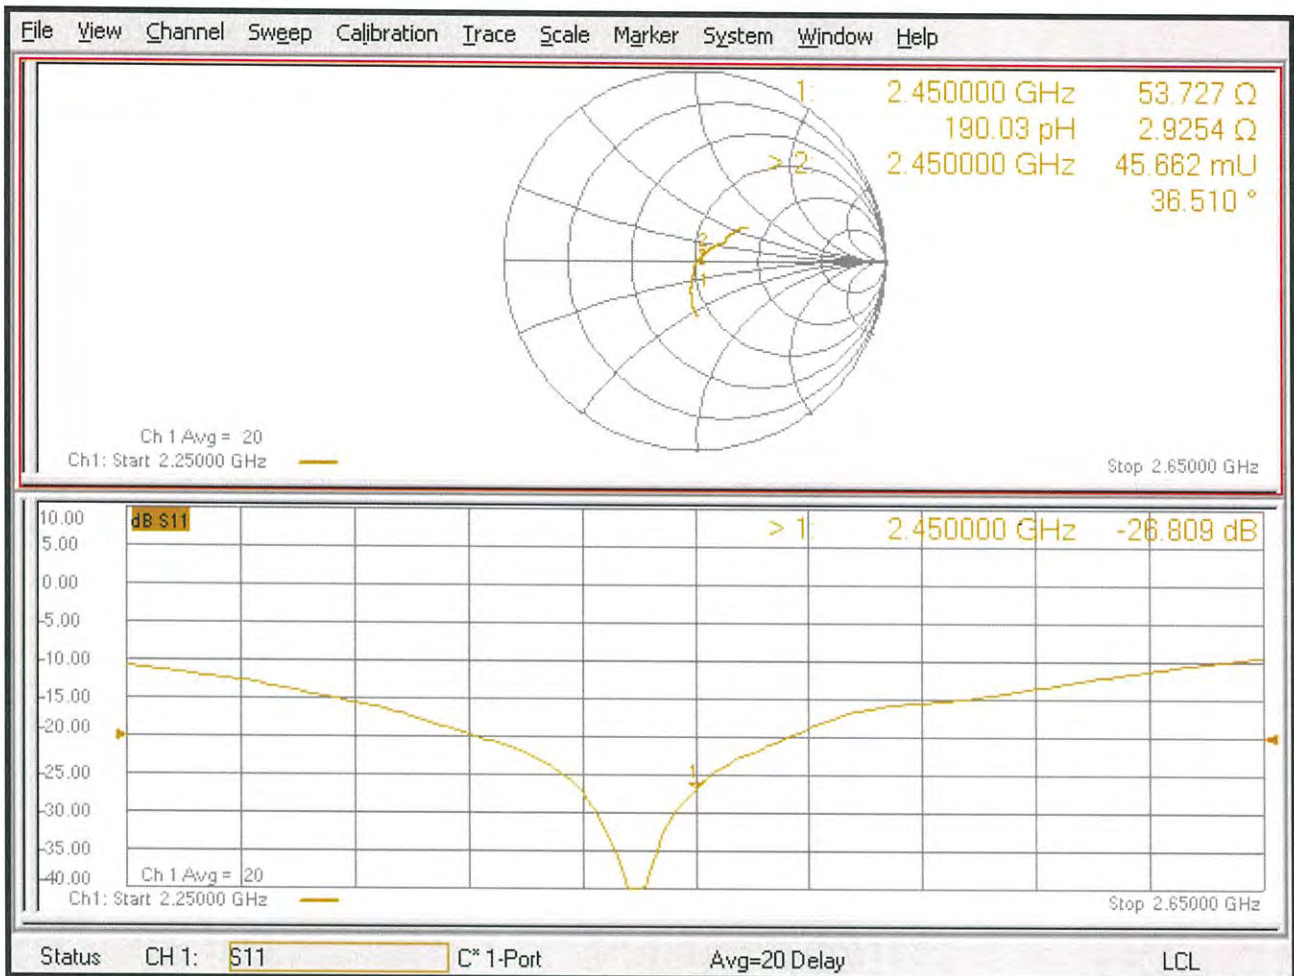 File View Channel Sweep Calibration Trace Scale Marker System Window Help
1: 2.450000 GHz 53.727 Ω
190.03 pH 2.9254 Ω
> 2: 2.450000 GHz 45.662 mU
36.510 °
2
1
Ch 1 Avg = 20
Ch1: Start 2.25000 GHz
Stop 2.65000 GHz
dB S11
> 1: 2.450000 GHz -26.809 dB
10.00
5.00
0.00
-5.00
-10.00
-15.00
-20.00
-25.00
-30.00
-35.00
-40.00
1
Ch 1 Avg = 20
Ch1: Start 2.25000 GHz
Stop 2.65000 GHz
Status CH 1: S11 C* 1-Port Avg=20 Delay LCL